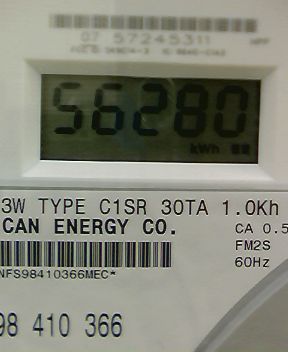 07 57245311
56280
kWh
3W TYPE C1SR 30TA 1.0Kh
CAN ENERGY CO.
CA 0.5
FM2S
60Hz
NFS98410366MEC*
98 410 366